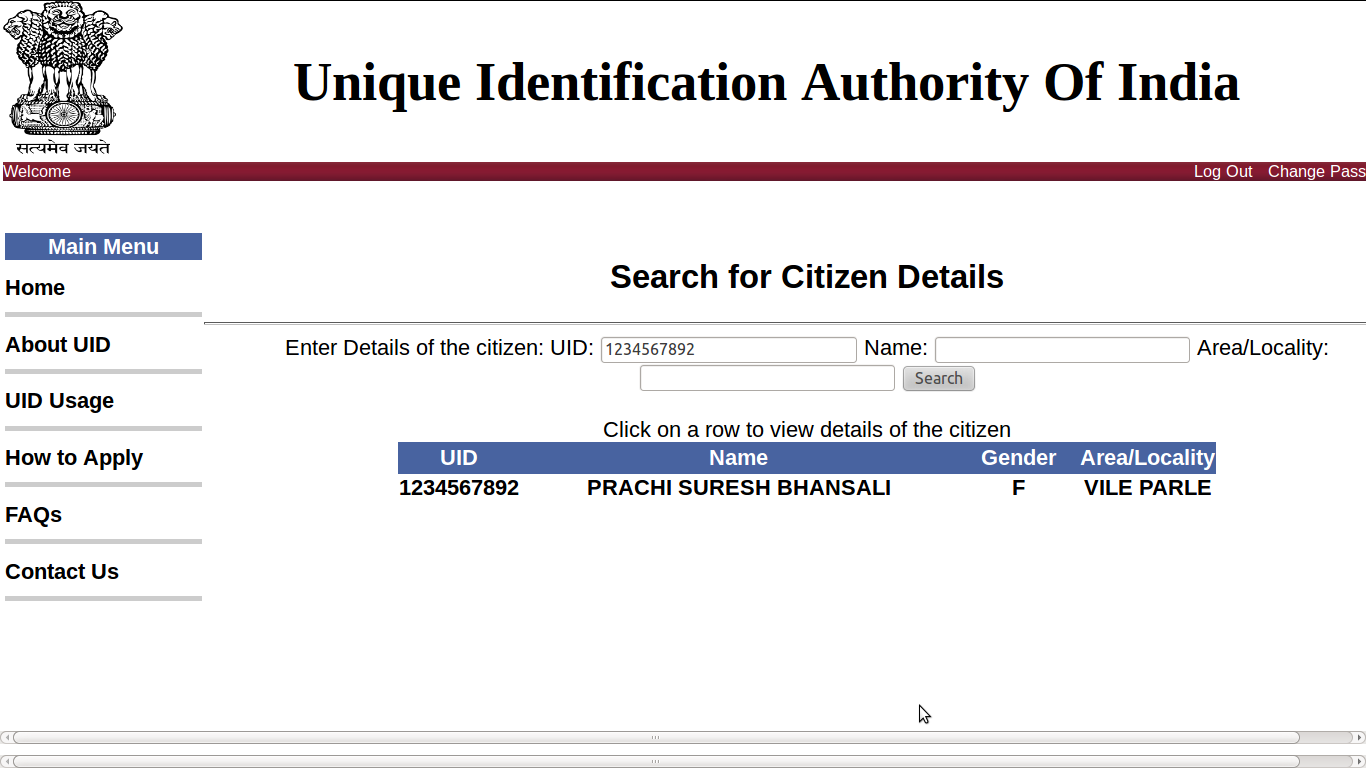 Unique Identification Authority Of India
सत्यमेव जयते
Welcome Log Out Change Pass
Main Menu
Home
About UID
UID Usage
How to Apply
FAQs
Contact Us
Search for Citizen Details
Enter Details of the citizen: UID: 1234567892 Name: Area/Locality:
Search
Click on a row to view details of the citizen
UID Name Gender Area/Locality
1234567892 PRACHI SURESH BHANSALI F VILE PARLE